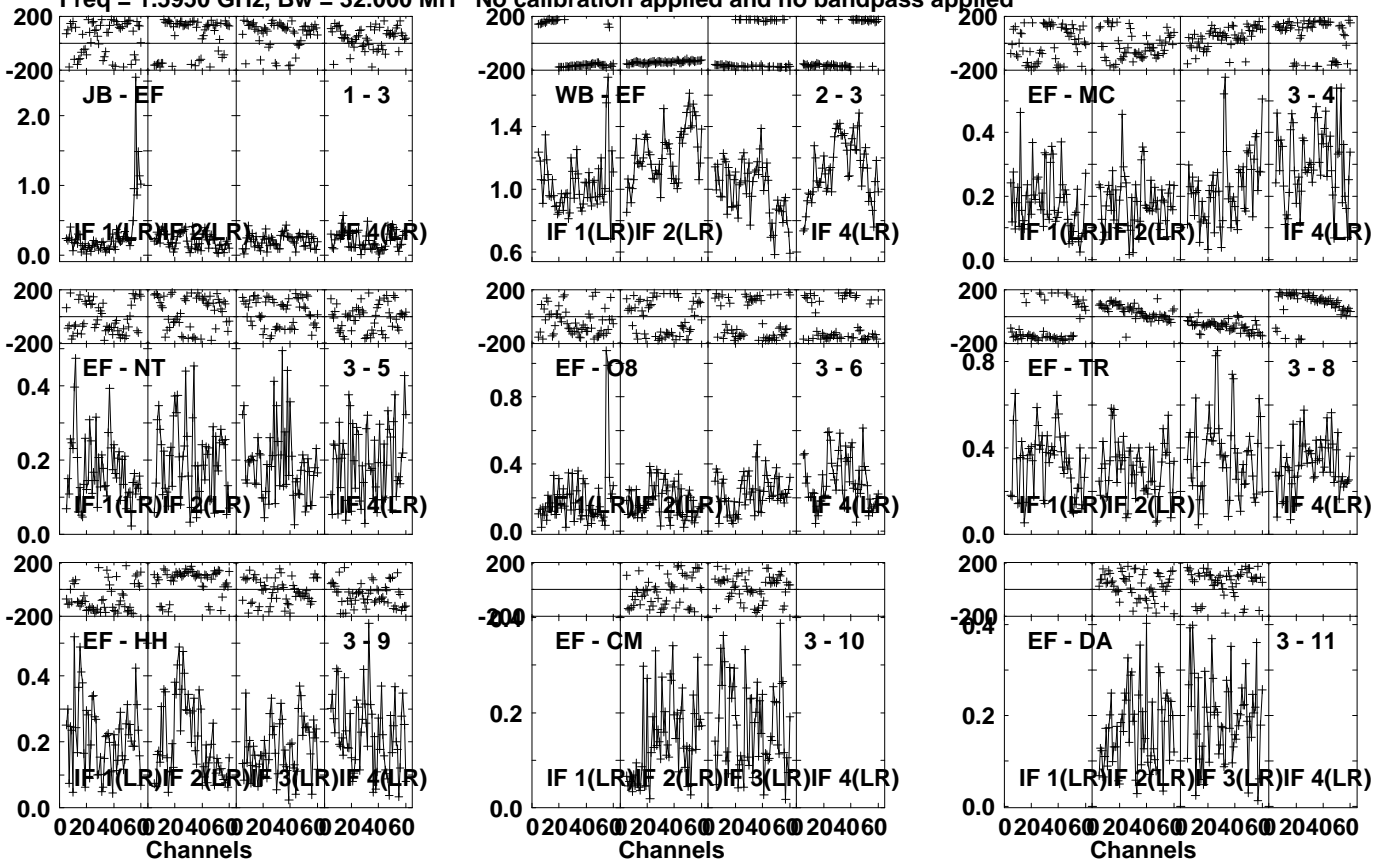 Freq = 1.5950 GHz, Bw = 32.000 MH No calibration applied and no bandpass applied
200
-200
JB - EF
1 - 3
2.0
1.0
0.0
IF 1(LR)
IF 2(LR)
IF 4(LR)
200
-200
WB - EF
2 - 3
1.4
1.0
0.6
IF 1(LR)
IF 2(LR)
IF 4(LR)
200
-200
EF - MC
3 - 4
0.4
0.2
0.0
IF 1(LR)
IF 2(LR)
IF 4(LR)
200
-200
EF - NT
3 - 5
0.4
0.2
0.0
IF 1(LR)
IF 2(LR)
IF 4(LR)
200
-200
EF - O8
3 - 6
0.8
0.4
0.0
IF 1(LR)
IF 2(LR)
IF 4(LR)
200
-200
EF - TR
3 - 8
0.8
0.4
0.0
IF 1(LR)
IF 2(LR)
IF 4(LR)
200
-200
EF - HH
3 - 9
0.4
0.2
0.0
IF 1(LR)
IF 2(LR)
IF 3(LR)
IF 4(LR)
0 20 40 60 0 20 40 60 0 20 40 60 0 20 40 60
Channels
200
-200
0.4
EF - CM
3 - 10
0.2
0.0
IF 1(LR)
IF 2(LR)
IF 3(LR)
IF 4(LR)
0 20 40 60 0 20 40 60 0 20 40 60 0 20 40 60
Channels
200
-200
0.4
EF - DA
3 - 11
0.2
0.0
IF 1(LR)
IF 2(LR)
IF 3(LR)
IF 4(LR)
0 20 40 60 0 20 40 60 0 20 40 60 0 20 40 60
Channels